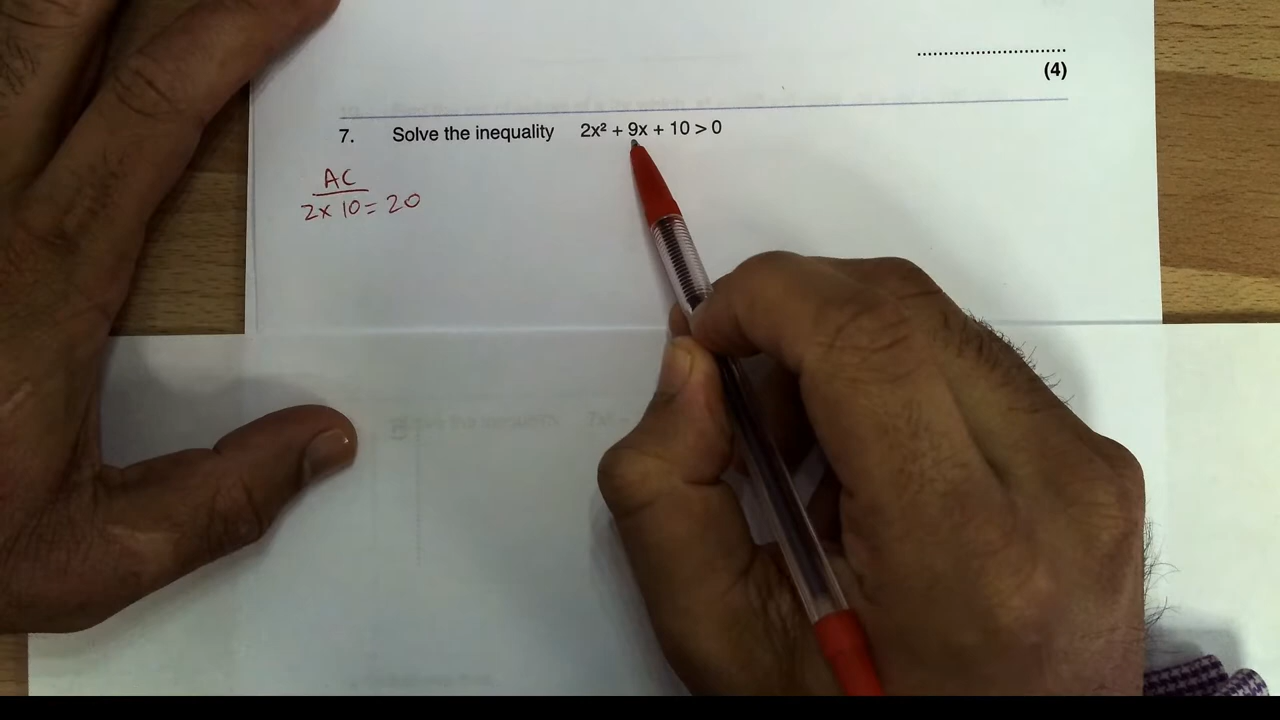 (4)
7. Solve the inequality 2x² + 9x + 10 > 0
AC
2x 10 = 20